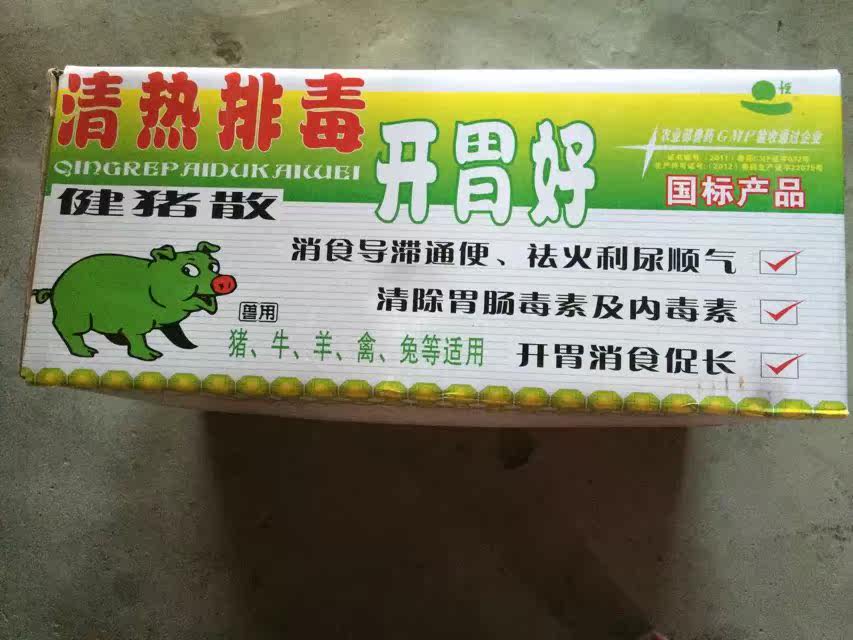 清热排毒
QINGREPAIDUKAIWEI
开胃好
健猪散
农业部兽药GMP验收通过企业
国标产品
消食导滞通便、祛火利尿顺气
清除胃肠毒素及内毒素
开胃消食促长
兽用
猪、牛、羊、禽、兔等适用